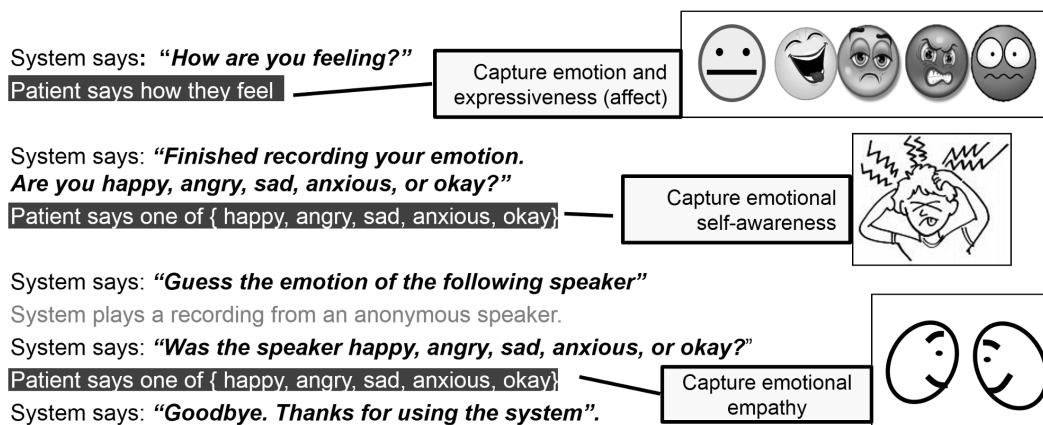 System says: “How are you feeling?”
Patient says how they feel
Capture emotion and
expressiveness (affect)
System says: “Finished recording your emotion.
Are you happy, angry, sad, anxious, or okay?”
Patient says one of { happy, angry, sad, anxious, okay}
Capture emotional
self-awareness
System says: “Guess the emotion of the following speaker”
System plays a recording from an anonymous speaker.
System says: “Was the speaker happy, angry, sad, anxious, or okay?”
Patient says one of { happy, angry, sad, anxious, okay}
Capture emotional
empathy
System says: “Goodbye. Thanks for using the system”.